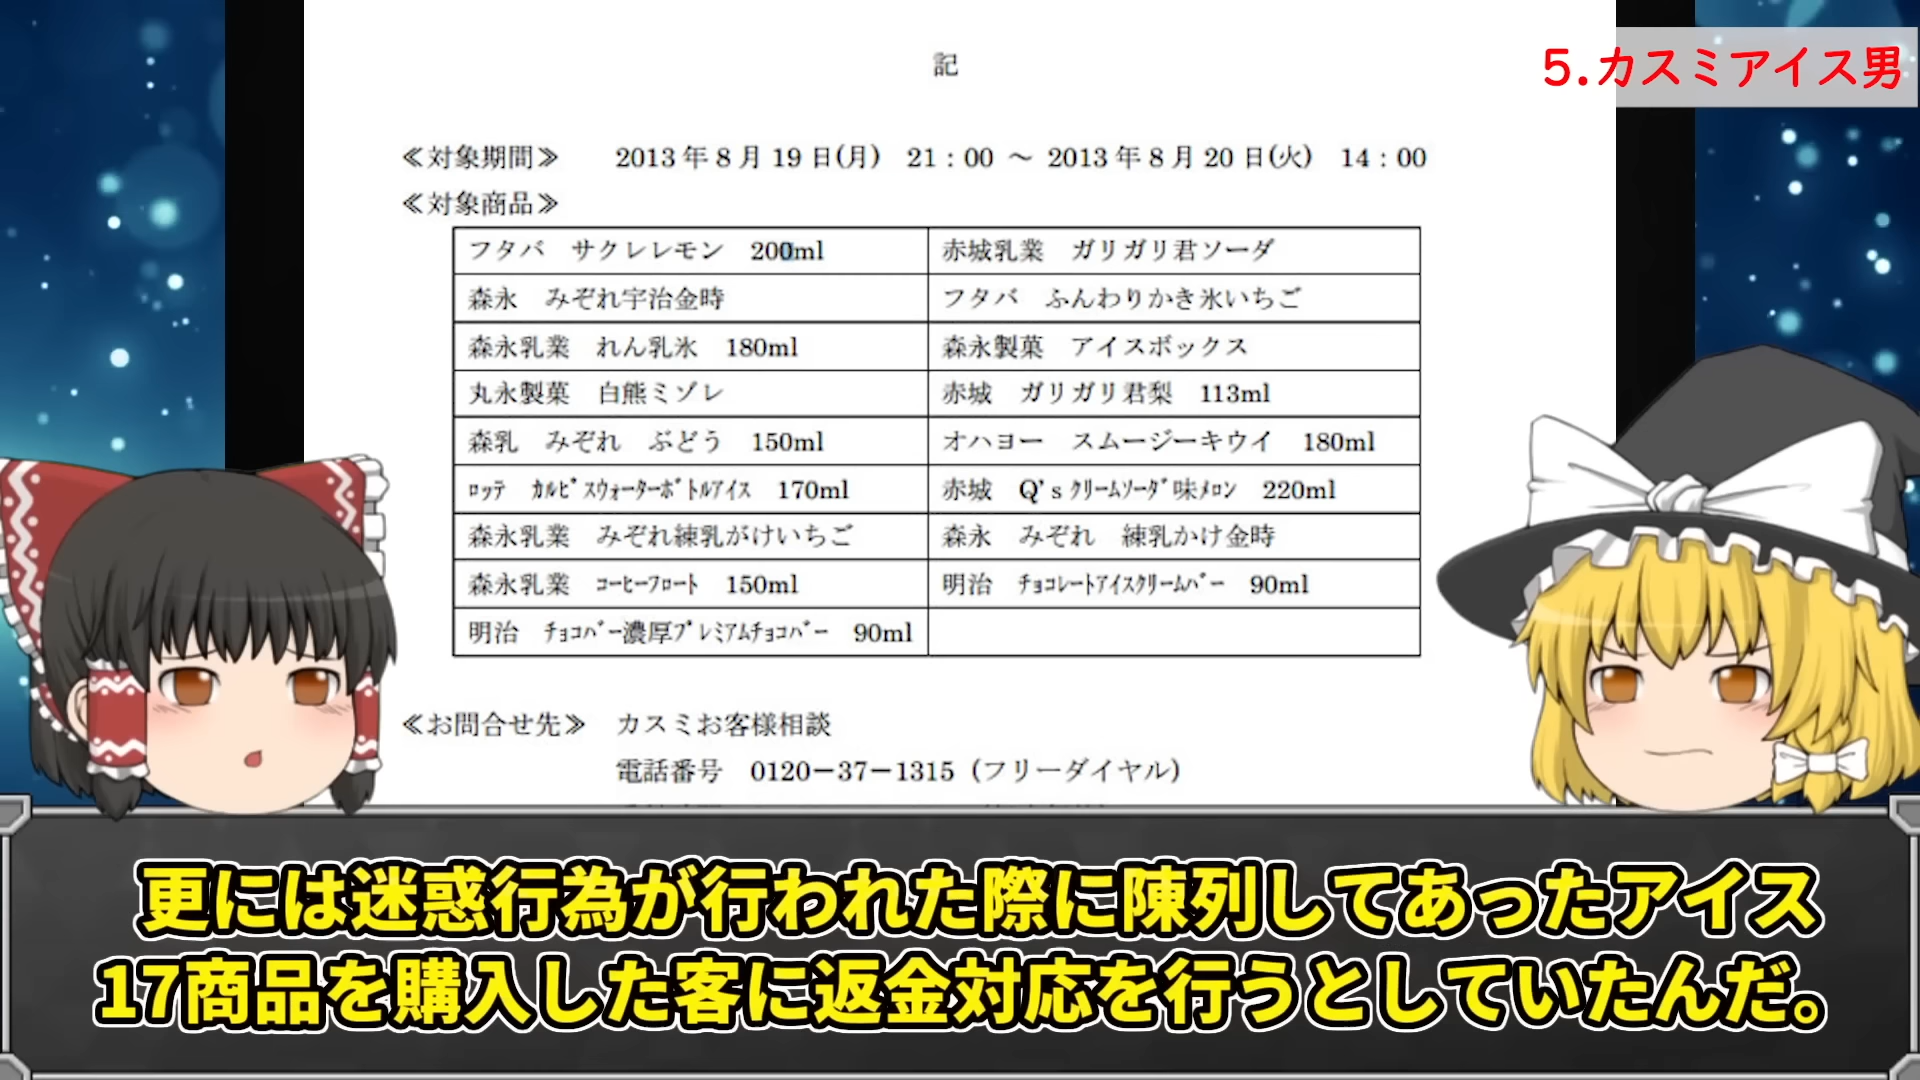 5.カスミアイス男
記
≪対象期間≫ 2013年8月19日(月) 21:00 ～ 2013年8月20日(火) 14:00
≪対象商品≫
フタバ サクレレモン 200ml
赤城乳業 ガリガリ君ソーダ
森永 みぞれ宇治金時
フタバ ふんわりかき氷いちご
森永乳業 れん乳氷 180ml
森永製菓 アイスボックス
丸永製菓 白熊ミゾレ
赤城 ガリガリ君梨 113ml
森乳 みぞれ ぶどう 150ml
オハヨー スムージーキウイ 180ml
ﾛｯﾃ ｶﾙﾋﾟｽｳｫｰﾀｰﾎﾞﾄﾙｱｲｽ 170ml
赤城 Q'sｸﾘｰﾑｿｰﾀﾞ味ﾒﾛﾝ 220ml
森永乳業 みぞれ練乳がけいちご
森永 みぞれ 練乳かけ金時
森永乳業 ｺｰﾋｰﾌﾛｰﾄ 150ml
明治 ﾁｮｺﾚｰﾄｱｲｽｸﾘｰﾑﾊﾞｰ 90ml
明治 ﾁｮｺﾊﾞｰ濃厚ﾌﾟﾚﾐｱﾑﾁｮｺﾊﾞｰ 90ml
≪お問合せ先≫ カスミお客様相談
電話番号 0120－37－1315（フリーダイヤル）
更には迷惑行為が行われた際に陳列してあったアイス
17商品を購入した客に返金対応を行うとしていたんだ。